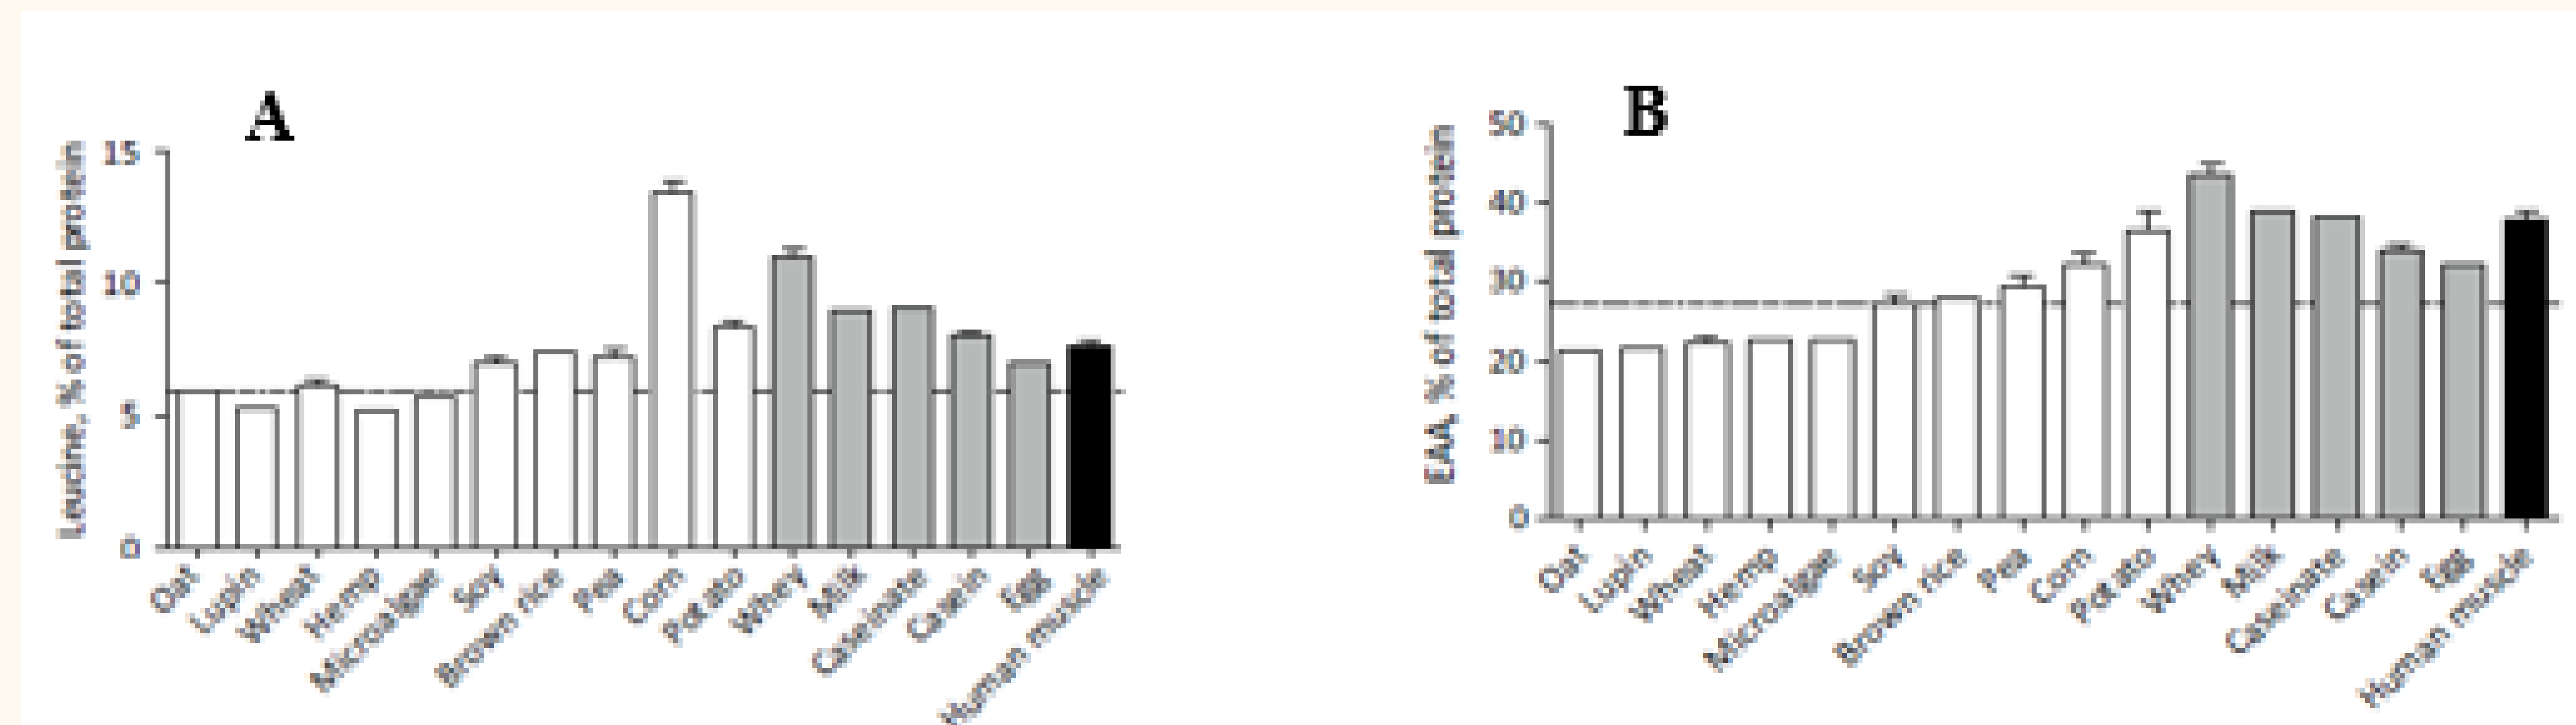 A
Leucine, % of total protein
15
10
5
0
Oat
Lupin
Wheat
Hemp
Microalgae
Soy
Brown rice
Pea
Corn
Potato
Whey
Milk
Caseinate
Casein
Egg
Human muscle
B
EAA, % of total protein
50
40
30
20
10
0
Oat
Lupin
Wheat
Hemp
Microalgae
Soy
Brown rice
Pea
Corn
Potato
Whey
Milk
Caseinate
Casein
Egg
Human muscle